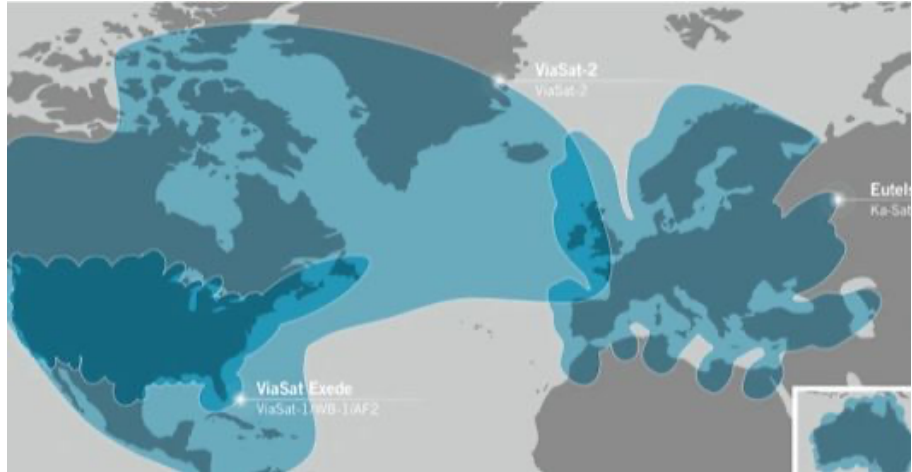 ViaSat-2
ViaSat-2
Eutels
Ka-Sat
ViaSat Exede
ViaSat-1/WB-1/AF2